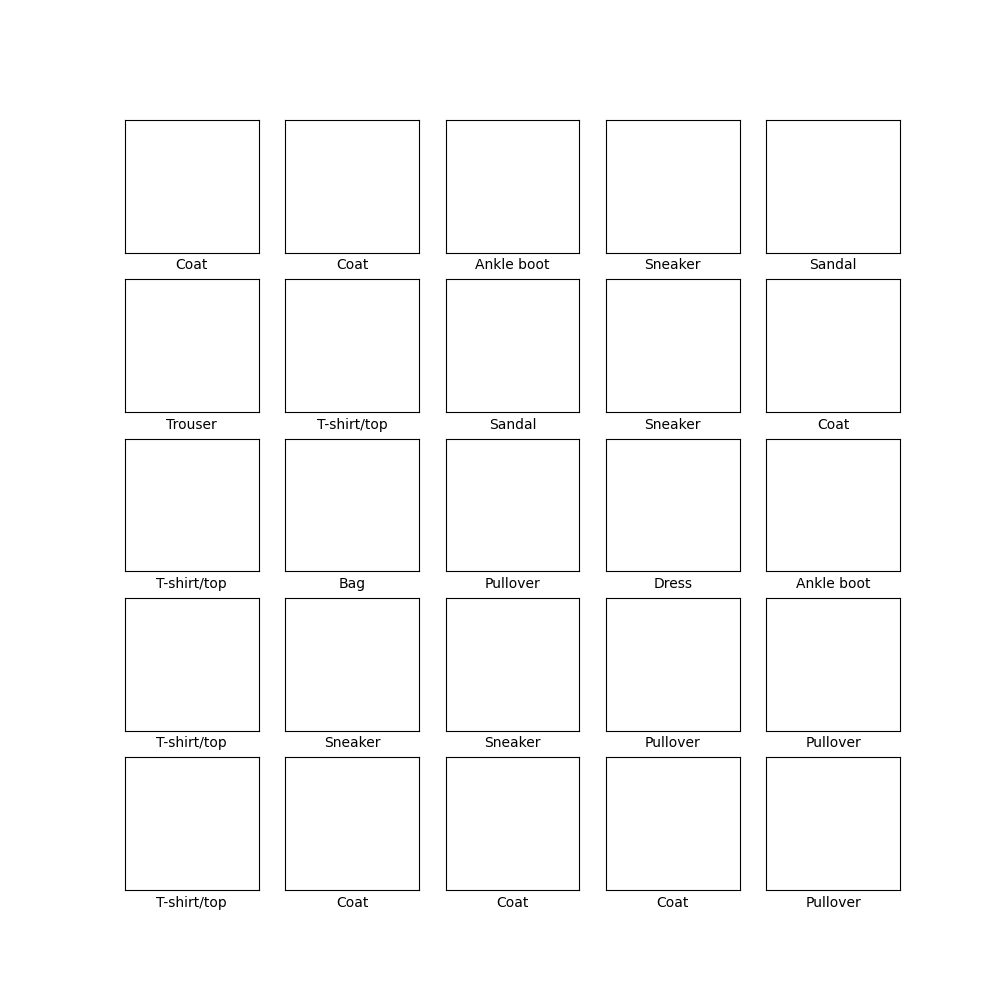 Coat Coat Ankle boot Sneaker Sandal
Trouser T-shirt/top Sandal Sneaker Coat
T-shirt/top Bag Pullover Dress Ankle boot
T-shirt/top Sneaker Sneaker Pullover Pullover
T-shirt/top Coat Coat Coat Pullover